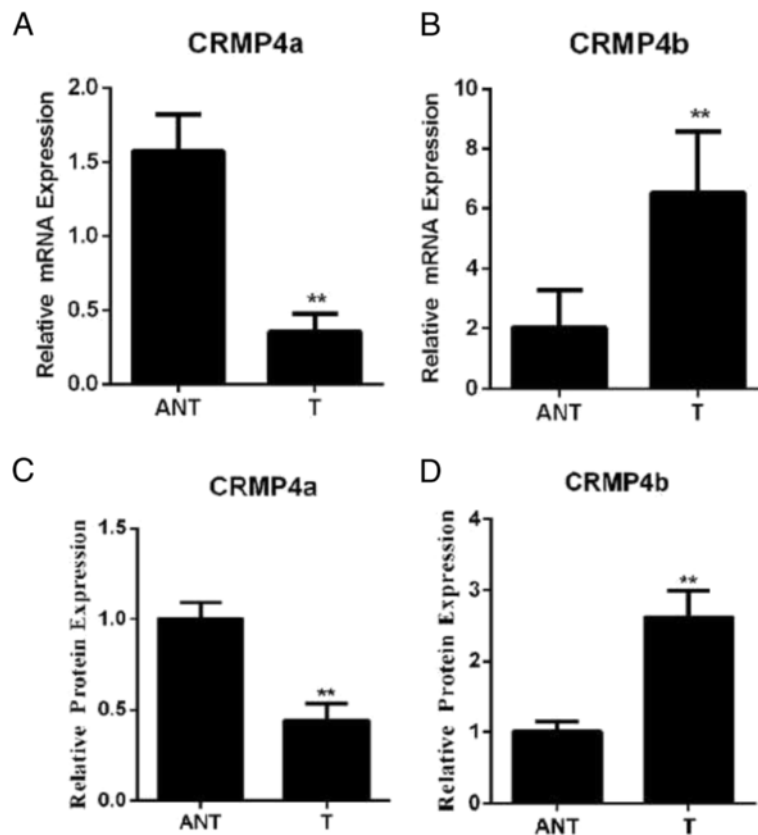 A
CRMP4a
Relative mRNA Expression
2.0
1.5
1.0
0.5
0.0
**
ANT
T
B
CRMP4b
Relative mRNA Expression
10
8
6
4
2
0
**
ANT
T
C
CRMP4a
Relative Protein Expression
1.5
1.0
0.5
0.0
**
ANT
T
D
CRMP4b
Relative Protein Expression
4
3
2
1
0
**
ANT
T